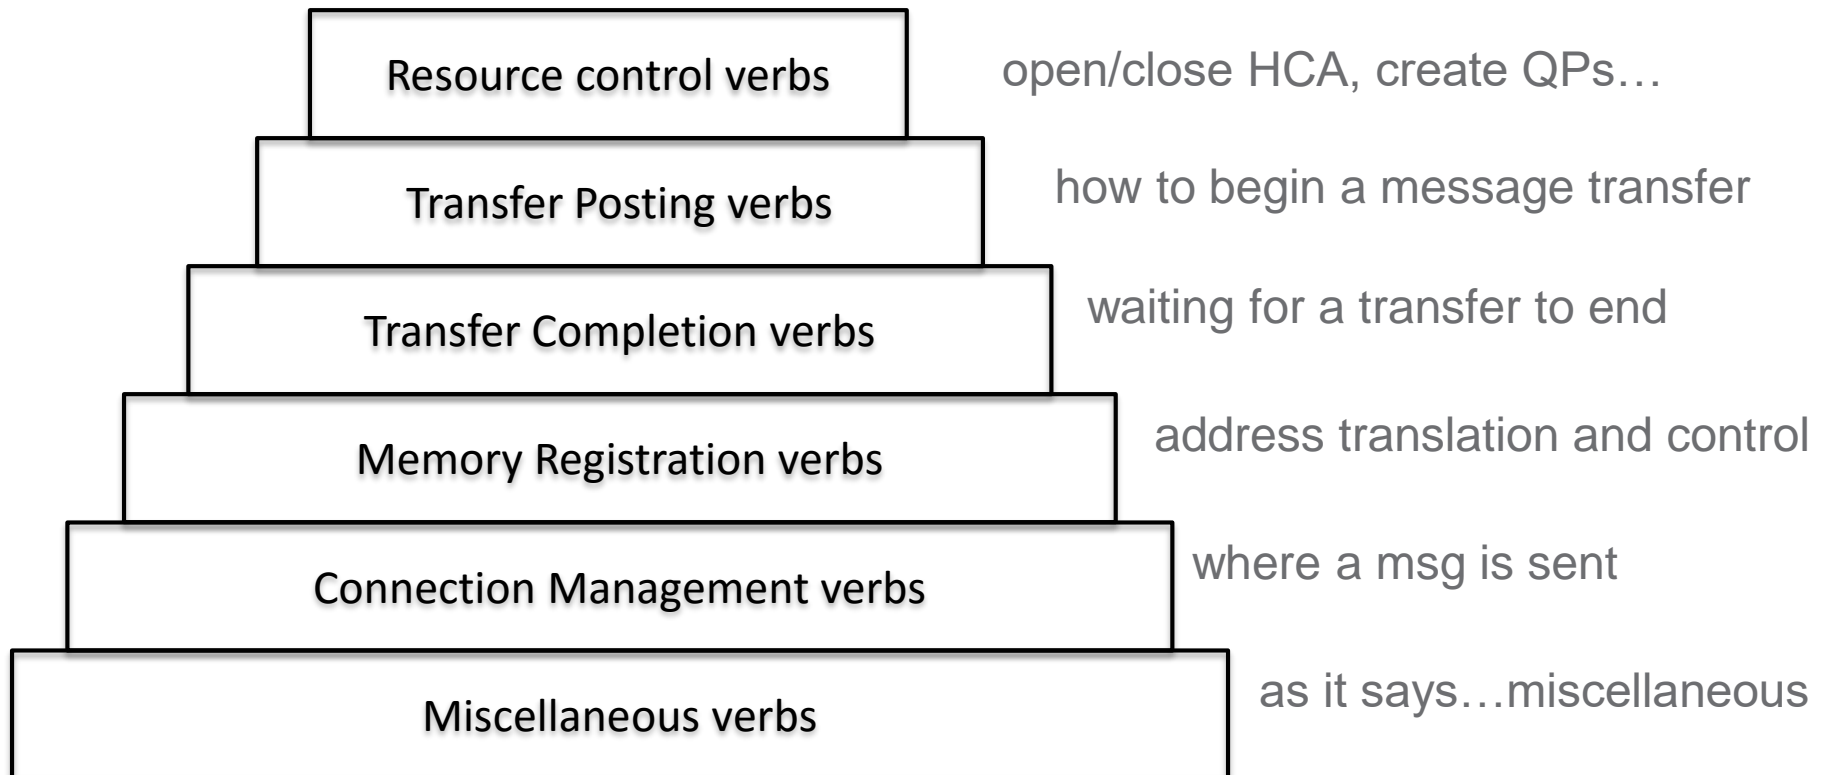 Resource control verbs
open/close HCA, create QPs…
Transfer Posting verbs
how to begin a message transfer
Transfer Completion verbs
waiting for a transfer to end
Memory Registration verbs
address translation and control
Connection Management verbs
where a msg is sent
Miscellaneous verbs
as it says…miscellaneous